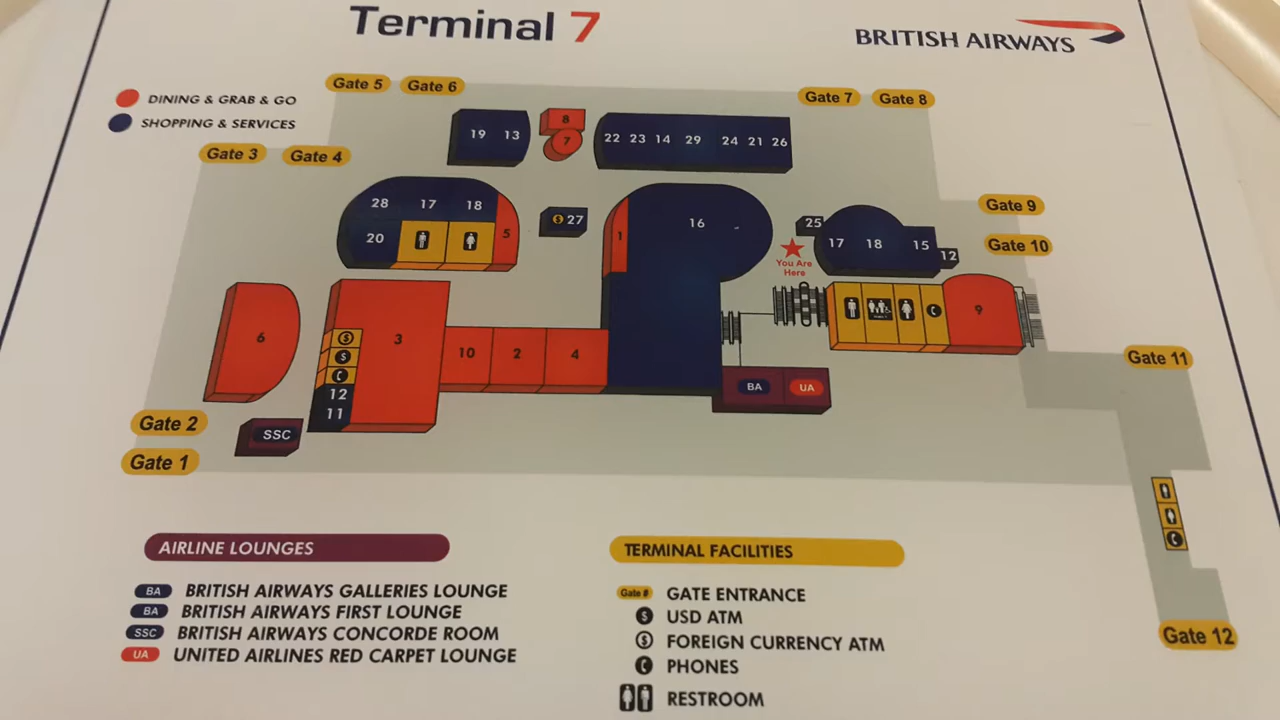 Terminal 7
BRITISH AIRWAYS
DINING & GRAB & GO
SHOPPING & SERVICES
Gate 5 Gate 6
Gate 7 Gate 8
Gate 3 Gate 4
19 13
8
7
22 23 14 29 24 21 26
28 17 18
20
5
$ 27
1
16
25
17 18 15
12
Gate 9
Gate 10
You Are
Here
6
3
$
$
12
11
10 2 4
9
BA UA
Gate 11
Gate 2
SSC
Gate 1
Gate 12
AIRLINE LOUNGES
BA BRITISH AIRWAYS GALLERIES LOUNGE
BA BRITISH AIRWAYS FIRST LOUNGE
SSC BRITISH AIRWAYS CONCORDE ROOM
UA UNITED AIRLINES RED CARPET LOUNGE
TERMINAL FACILITIES
Gate # GATE ENTRANCE
$ USD ATM
$ FOREIGN CURRENCY ATM
PHONES
RESTROOM